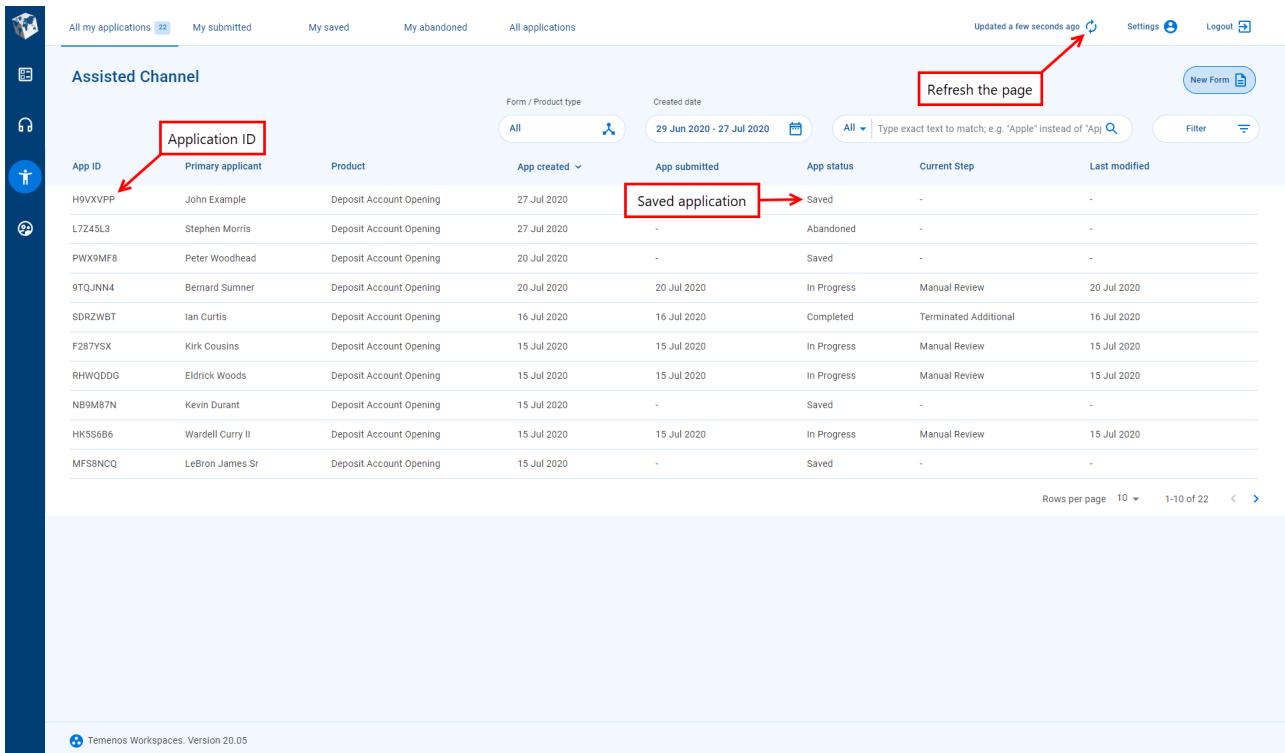 All my applications 22 My submitted My saved My abandoned All applications Updated a few seconds ago Settings Logout
Assisted Channel
Refresh the page
New Form
Form / Product type Created date
All 29 Jun 2020 - 27 Jul 2020 All Type exact text to match; e.g. "Apple" instead of "App Filter
Application ID
App ID Primary applicant Product App created App submitted App status Current Step Last modified
H9VXVPP John Example Deposit Account Opening 27 Jul 2020 Saved application Saved - -
L7Z45L3 Stephen Morris Deposit Account Opening 27 Jul 2020 - Abandoned - -
PWX9MF8 Peter Woodhead Deposit Account Opening 20 Jul 2020 - Saved - -
9TQJNN4 Bernard Sumner Deposit Account Opening 20 Jul 2020 20 Jul 2020 In Progress Manual Review 20 Jul 2020
SDRZWBT Ian Curtis Deposit Account Opening 16 Jul 2020 16 Jul 2020 Completed Terminated Additional 16 Jul 2020
F287YSX Kirk Cousins Deposit Account Opening 15 Jul 2020 15 Jul 2020 In Progress Manual Review 15 Jul 2020
RHWQDDG Eldrick Woods Deposit Account Opening 15 Jul 2020 15 Jul 2020 In Progress Manual Review 15 Jul 2020
NB9M87N Kevin Durant Deposit Account Opening 15 Jul 2020 - Saved - -
HK5S6B6 Wardell Curry II Deposit Account Opening 15 Jul 2020 15 Jul 2020 In Progress Manual Review 15 Jul 2020
MFS8NCQ LeBron James Sr Deposit Account Opening 15 Jul 2020 - Saved - -
Rows per page 10 1-10 of 22
Temenos Workspaces. Version 20.05